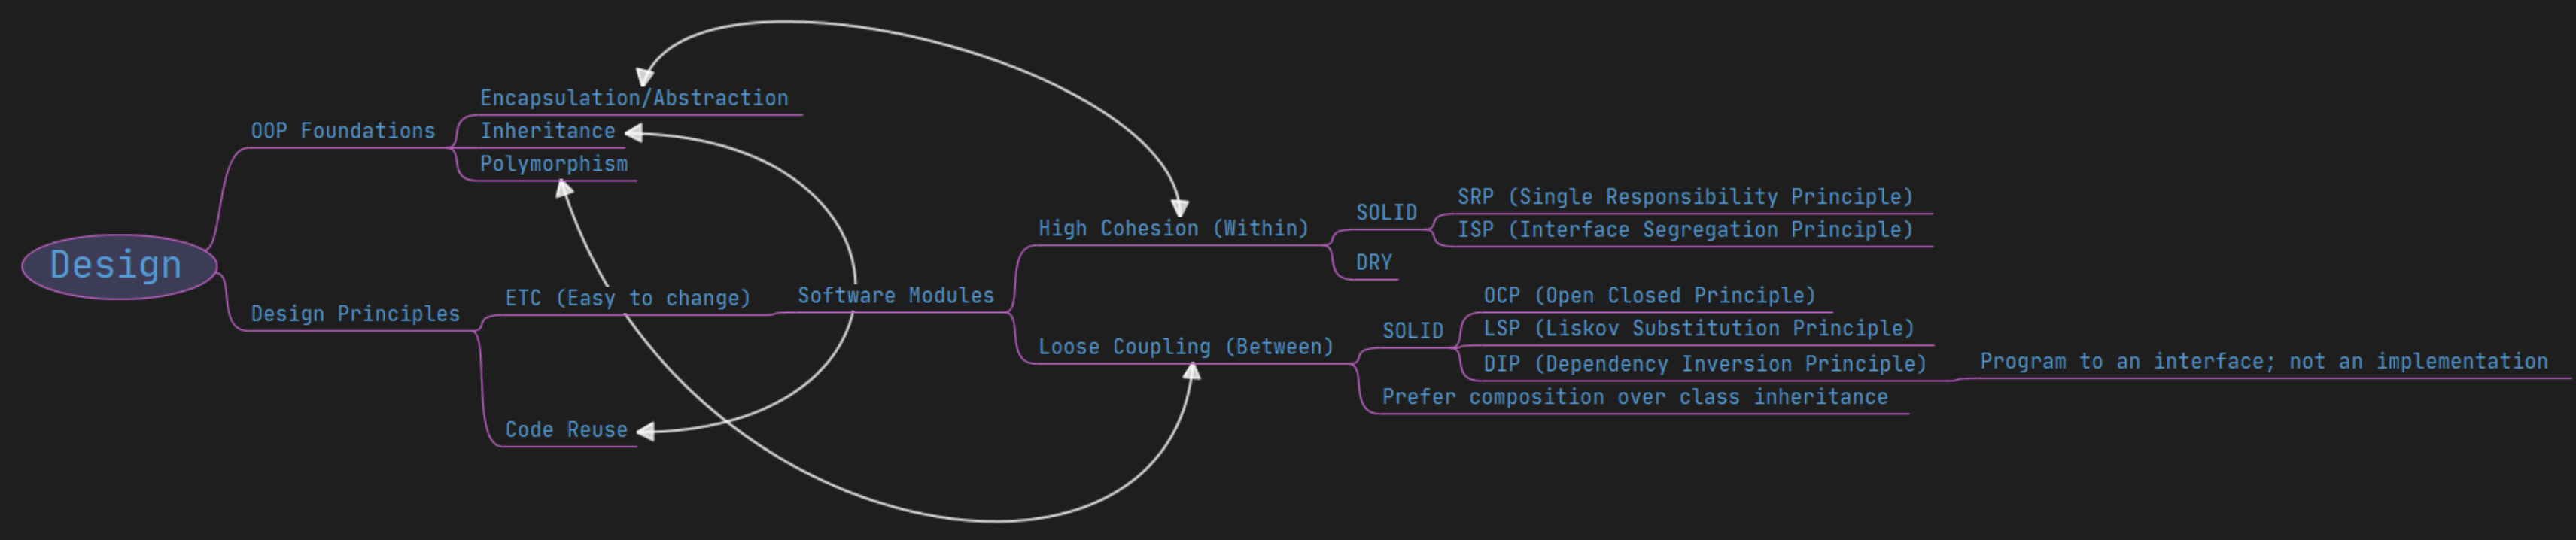 Design
OOP Foundations
Encapsulation/Abstraction
Inheritance
Polymorphism
Design Principles
ETC (Easy to change)
Software Modules
High Cohesion (Within)
SOLID
SRP (Single Responsibility Principle)
ISP (Interface Segregation Principle)
DRY
Loose Coupling (Between)
SOLID
OCP (Open Closed Principle)
LSP (Liskov Substitution Principle)
DIP (Dependency Inversion Principle)
Program to an interface; not an implementation
Prefer composition over class inheritance
Code Reuse